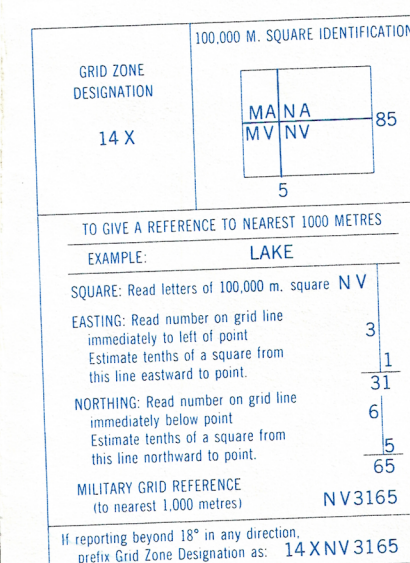 100,000 M. SQUARE IDENTIFICATION
GRID ZONE
DESIGNATION
14 X
MA NA
85
MV NV
5
TO GIVE A REFERENCE TO NEAREST 1000 METRES
EXAMPLE: LAKE
SQUARE: Read letters of 100,000 m. square N V
EASTING: Read number on grid line
immediately to left of point 3
Estimate tenths of a square from
this line eastward to point. 1
31
NORTHING: Read number on grid line
immediately below point 6
Estimate tenths of a square from
this line northward to point. 5
65
MILITARY GRID REFERENCE
(to nearest 1,000 metres) NV3165
If reporting beyond 18° in any direction,
prefix Grid Zone Designation as: 14XNV3165